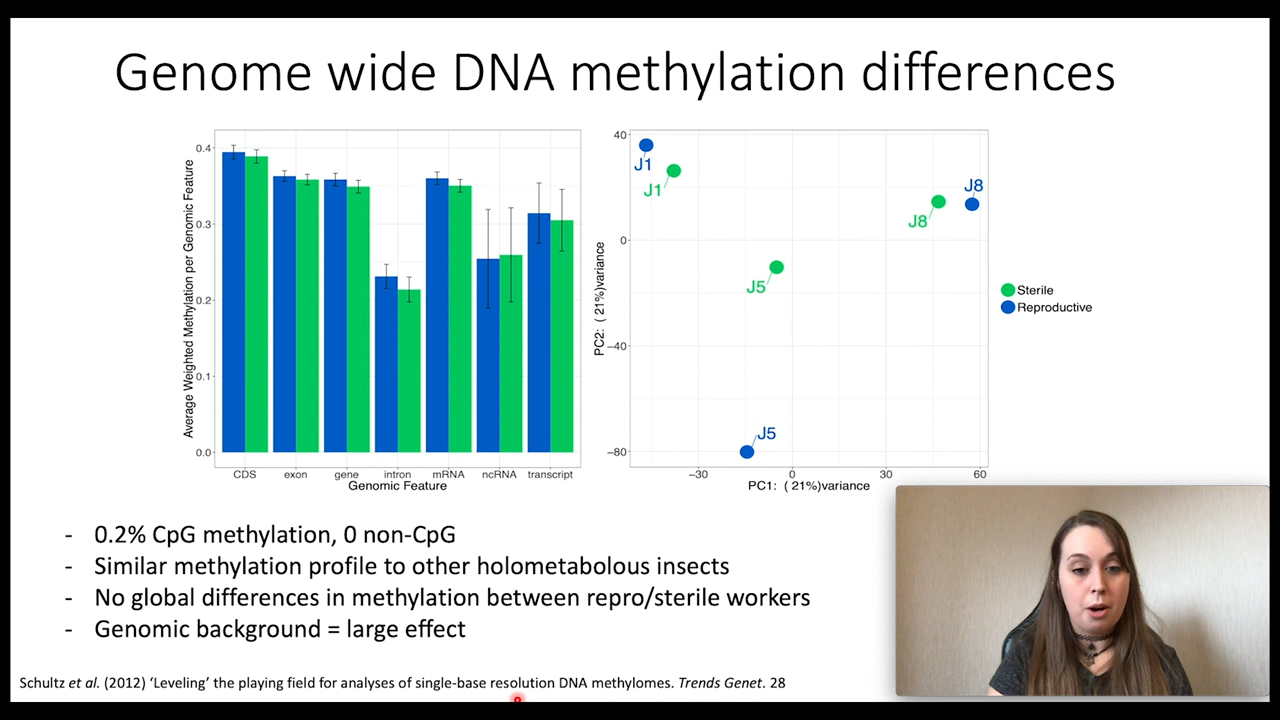 Genome wide DNA methylation differences
Average Weighted Methylation per Genomic Feature
0.4
0.3
0.2
0.1
0.0
CDS exon gene intron mRNA ncRNA transcript
Genomic Feature
PC2: ( 21%)variance
40
0
−40
−80
J1
J1
J8
J8
J5
J5
−30 0 30 60
PC1: ( 21%)variance
Sterile
Reproductive
- 0.2% CpG methylation, 0 non-CpG
- Similar methylation profile to other holometabolous insects
- No global differences in methylation between repro/sterile workers
- Genomic background = large effect
Schultz et al. (2012) ‘Leveling’ the playing field for analyses of single-base resolution DNA methylomes. Trends Genet. 28